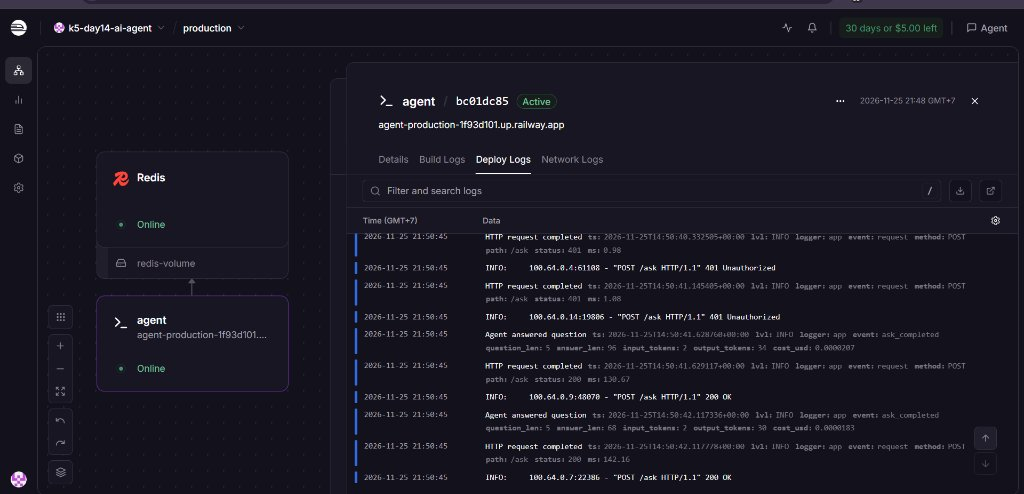 k5-day14-ai-agent / production
30 days or $5.00 left
Agent
Redis
Online
redis-volume
agent
agent-production-1f93d101....
Online
agent / bc01dc85 Active
2026-11-25 21:48 GMT+7
agent-production-1f93d101.up.railway.app
Details Build Logs Deploy Logs Network Logs
Filter and search logs /
Time (GMT+7) Data
2026-11-25 21:50:45 HTTP request completed ts: 2026-11-25T14:50:40.332505+00:00 lvl: INFO logger: app event: request method: POST
path: /ask status: 401 ms: 0.98
2026-11-25 21:50:45 INFO: 100.64.0.4:61108 - "POST /ask HTTP/1.1" 401 Unauthorized
2026-11-25 21:50:45 HTTP request completed ts: 2026-11-25T14:50:41.145405+00:00 lvl: INFO logger: app event: request method: POST
path: /ask status: 401 ms: 1.08
2026-11-25 21:50:45 INFO: 100.64.0.14:19806 - "POST /ask HTTP/1.1" 401 Unauthorized
2026-11-25 21:50:45 Agent answered question ts: 2026-11-25T14:50:41.628760+00:00 lvl: INFO logger: app event: ask_completed
question_len: 5 answer_len: 96 input_tokens: 2 output_tokens: 34 cost_usd: 0.0000207
2026-11-25 21:50:45 HTTP request completed ts: 2026-11-25T14:50:41.629117+00:00 lvl: INFO logger: app event: request method: POST
path: /ask status: 200 ms: 130.67
2026-11-25 21:50:45 INFO: 100.64.0.9:48070 - "POST /ask HTTP/1.1" 200 OK
2026-11-25 21:50:45 Agent answered question ts: 2026-11-25T14:50:42.117336+00:00 lvl: INFO logger: app event: ask_completed
question_len: 5 answer_len: 68 input_tokens: 2 output_tokens: 30 cost_usd: 0.0000183
2026-11-25 21:50:45 HTTP request completed ts: 2026-11-25T14:50:42.117778+00:00 lvl: INFO logger: app event: request method: POST
path: /ask status: 200 ms: 142.16
2026-11-25 21:50:45 INFO: 100.64.0.7:22386 - "POST /ask HTTP/1.1" 200 OK